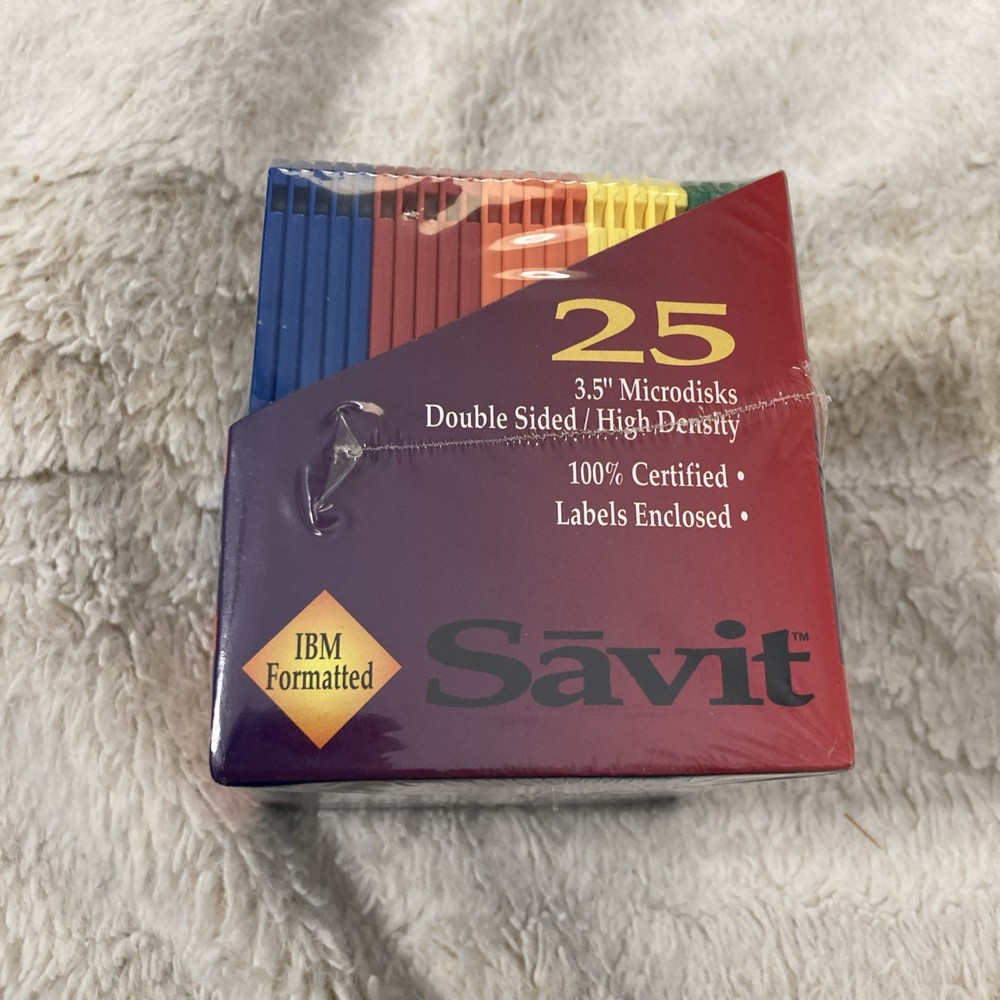 25
3.5" Microdisks
Double Sided / High Density
100% Certified •
Labels Enclosed •
IBM
Formatted
Sāvit™